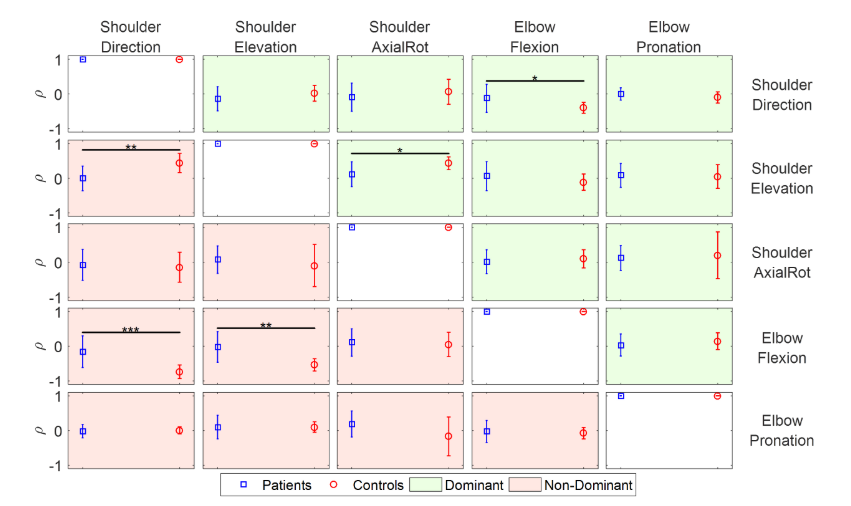 Shoulder Direction
Shoulder Elevation
Shoulder AxialRot
Elbow Flexion
Elbow Pronation
ρ
1
0
-1
*
Shoulder Direction
ρ
1
0
-1
**
*
Shoulder Elevation
ρ
1
0
-1
Shoulder AxialRot
ρ
1
0
-1
***
**
Elbow Flexion
ρ
1
0
-1
Elbow Pronation
Patients Controls Dominant Non-Dominant